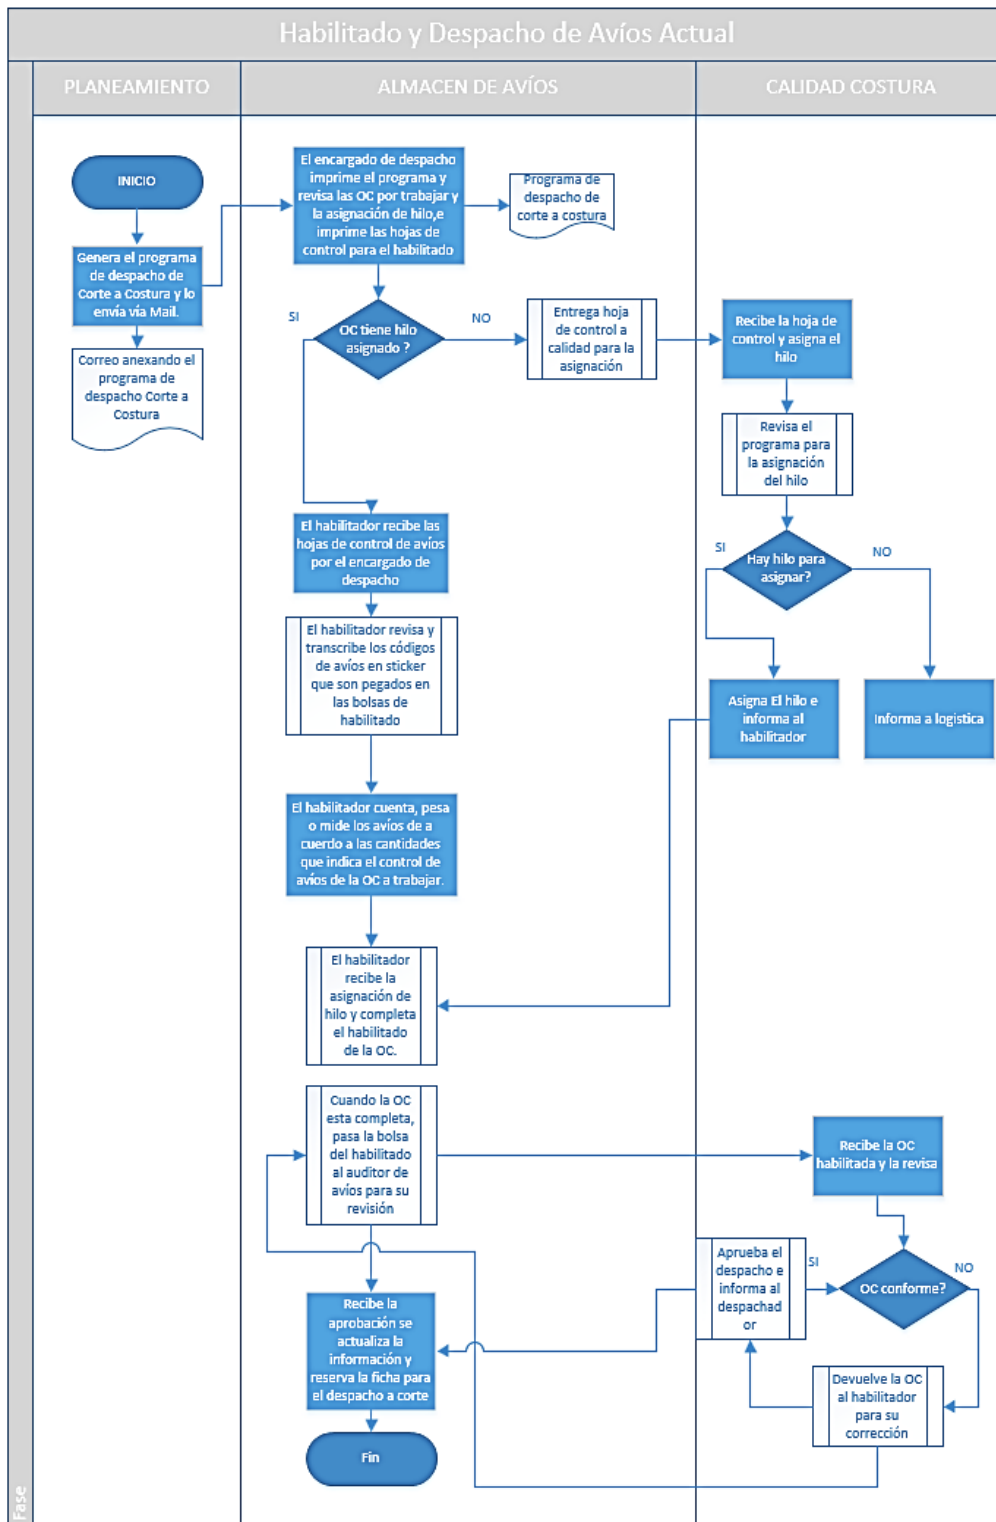 Habilitado y Despacho de Avíos Actual
PLANEAMIENTO
ALMACEN DE AVÍOS
CALIDAD COSTURA
INICIO
Genera el programa
de despacho de
Corte a Costura y lo
envía vía Mail.
Correo anexando el
programa de
despacho Corte a
Costura
El encargado de despacho
imprime el programa y
revisa las OC por trabajar y
la asignación de hilo,e
imprime las hojas de
control para el habilitado
Programa de
despacho de
corte a costura
SI
OC tiene hilo
asignado ?
NO
Entrega hoja
de control a
calidad para la
asignación
Recibe la hoja de
control y asigna el
hilo
Revisa el
programa para
la asignación
del hilo
SI
Hay hilo para
asignar?
NO
Asigna El hilo e
informa al
habilitador
Informa a logistica
El habilitador recibe las
hojas de control de avíos
por el encargado de
despacho
El habilitador revisa y
transcribe los códigos
de avíos en sticker
que son pegados en
las bolsas de
habilitado
El habilitador cuenta, pesa
o mide los avíos de a
cuerdo a las cantidades
que indica el control de
avíos de la OC a trabajar.
El habilitador
recibe la
asignación de
hilo y completa
el habilitado
de la OC.
Cuando la OC
esta completa,
pasa la bolsa
del habilitado
al auditor de
avíos para su
revisión
Recibe la OC
habilitada y la revisa
Aprueba el
despacho e
informa al
despachad
or
SI
OC conforme?
NO
Devuelve la OC
al habilitador
para su
corrección
Recibe la
aprobación se
actualiza la
información y
reserva la ficha para
el despacho a corte
Fin
Fase